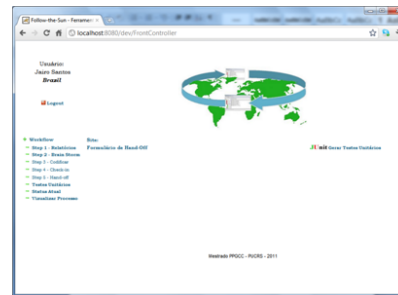 Follow-the-Sun - Ferramen
localhost:8080/dev/FrontController
Usuário:
Jairo Santos
Brasil
Logout
Workflow
Step 1 - Relatórios
Step 2 - Brain Storm
Step 3 - Codificar
Step 4 - Check-in
Step 5 - Hand-off
Testes Unitários
Status Atual
Visualizar Processo
Formulário de Hand-Off
JUnit Gerar Testes Unitários
Mestrado PPGCC - PUCRS - 2011